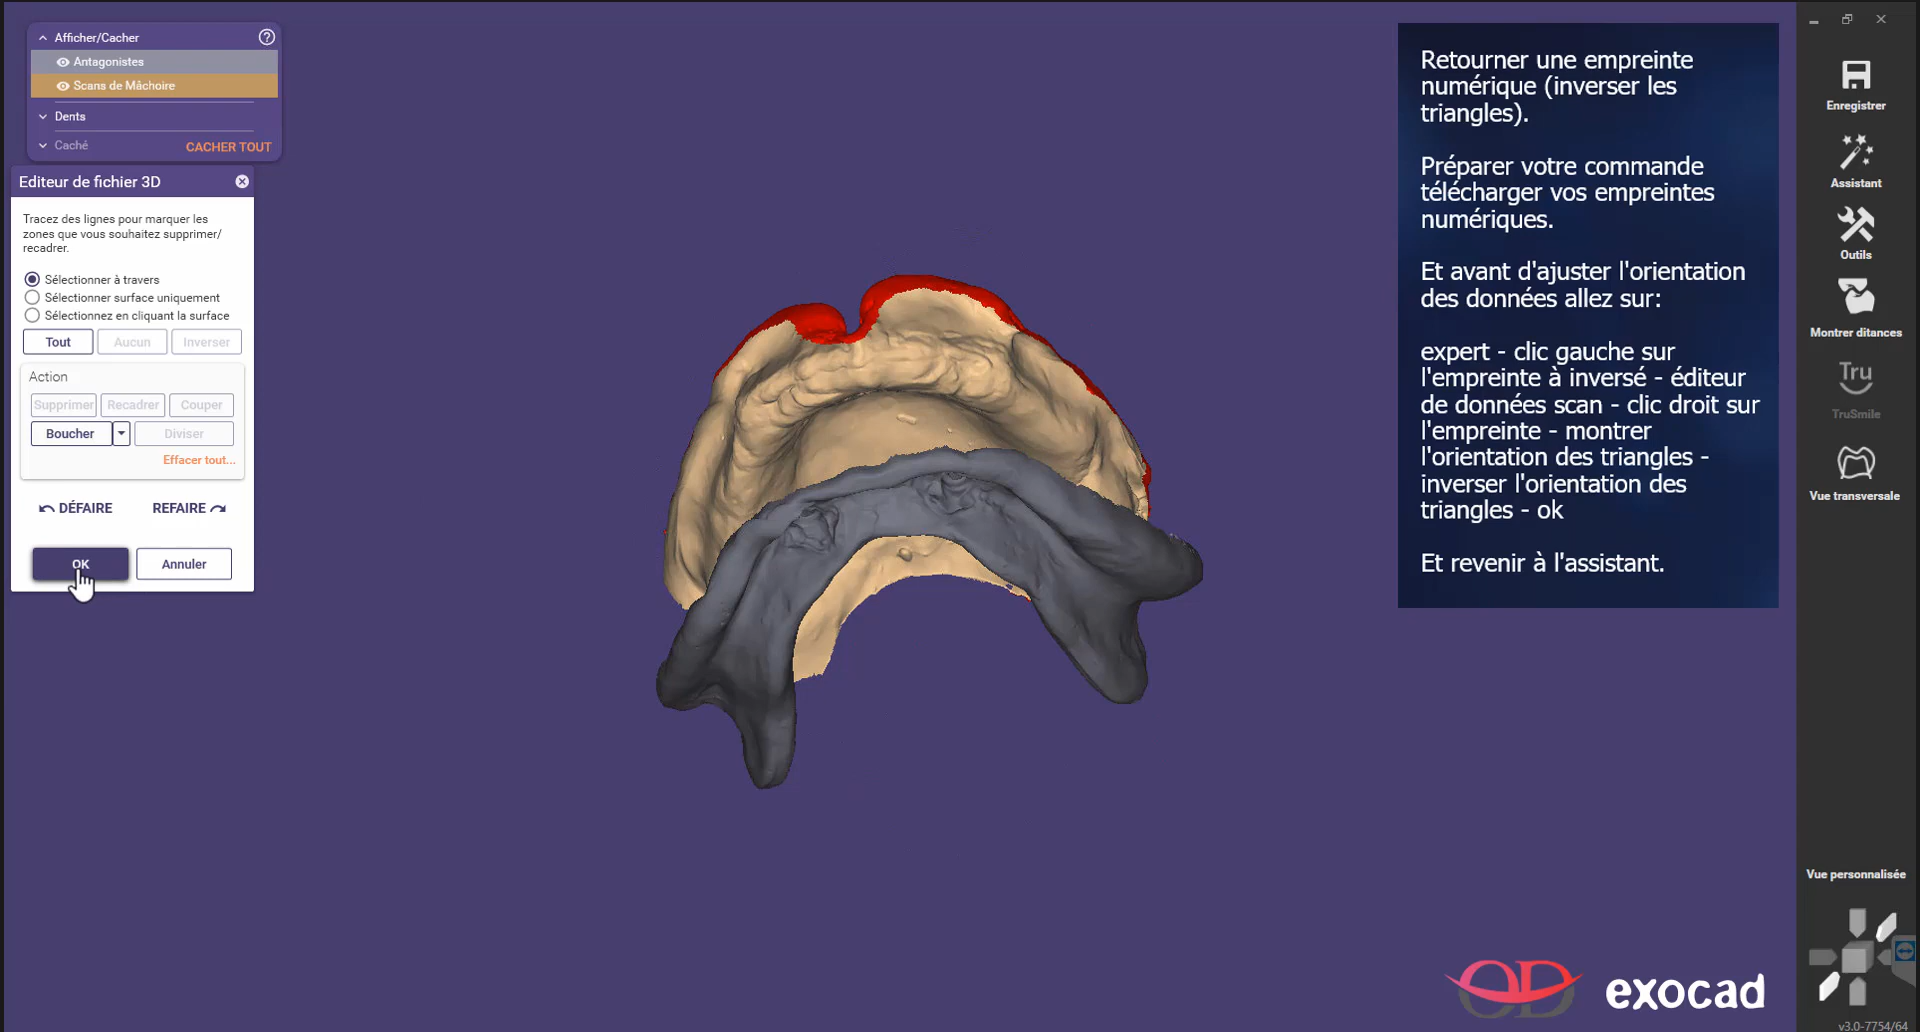 Afficher/Cacher
?
Antagonistes
Scans de Mâchoire
Dents
Caché
CACHER TOUT
Editeur de fichier 3D
Tracez des lignes pour marquer les
zones que vous souhaitez supprimer/
recadrer.
Sélectionner à travers
Sélectionner surface uniquement
Sélectionnez en cliquant la surface
Tout
Aucun
Inverser
Action
Supprimer
Recadrer
Couper
Boucher
Diviser
Effacer tout...
DÉFAIRE
REFAIRE
OK
Annuler
Retourner une empreinte
numérique (inverser les
triangles).
Préparer votre commande
télécharger vos empreintes
numériques.
Et avant d'ajuster l'orientation
des données allez sur:
expert - clic gauche sur
l'empreinte à inversé - éditeur
de données scan - clic droit sur
l'empreinte - montrer
l'orientation des triangles -
inverser l'orientation des
triangles - ok
Et revenir à l'assistant.
Enregistrer
Assistant
Outils
Montrer ditances
Tru
TruSmile
Vue transversale
Vue personnalisée
OD
exocad
v3.0-7754/64